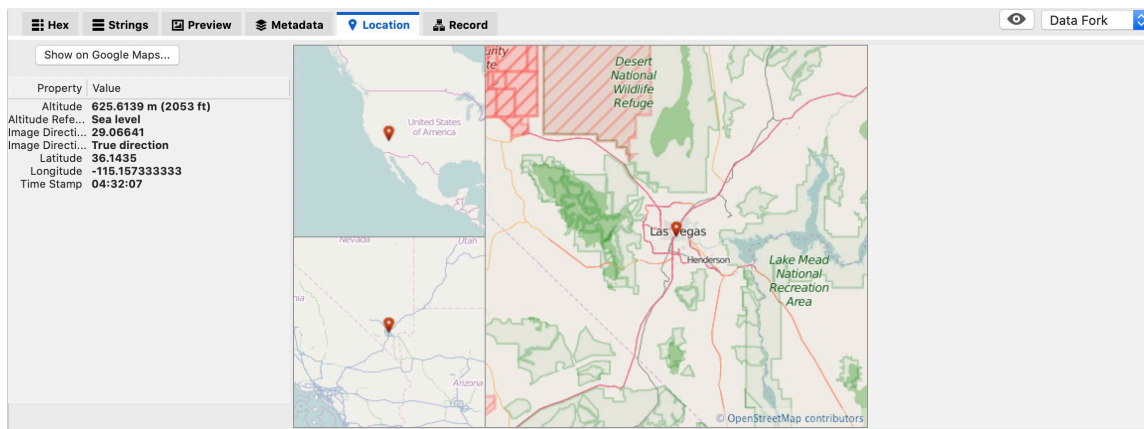 Hex Strings Preview Metadata Location Record Data Fork
Show on Google Maps...
Property Value
Altitude 625.6139 m (2053 ft)
Altitude Refe... Sea level
Image Directi... 29.06641
Image Directi... True direction
Latitude 36.1435
Longitude -115.157333333
Time Stamp 04:32:07
United States
of America
Nevada
Utah
Arizona
urity
te
Desert
National
Wildlife
Refuge
Las Vegas
Henderson
Lake Mead
National
Recreation
Area
nia
© OpenStreetMap contributors